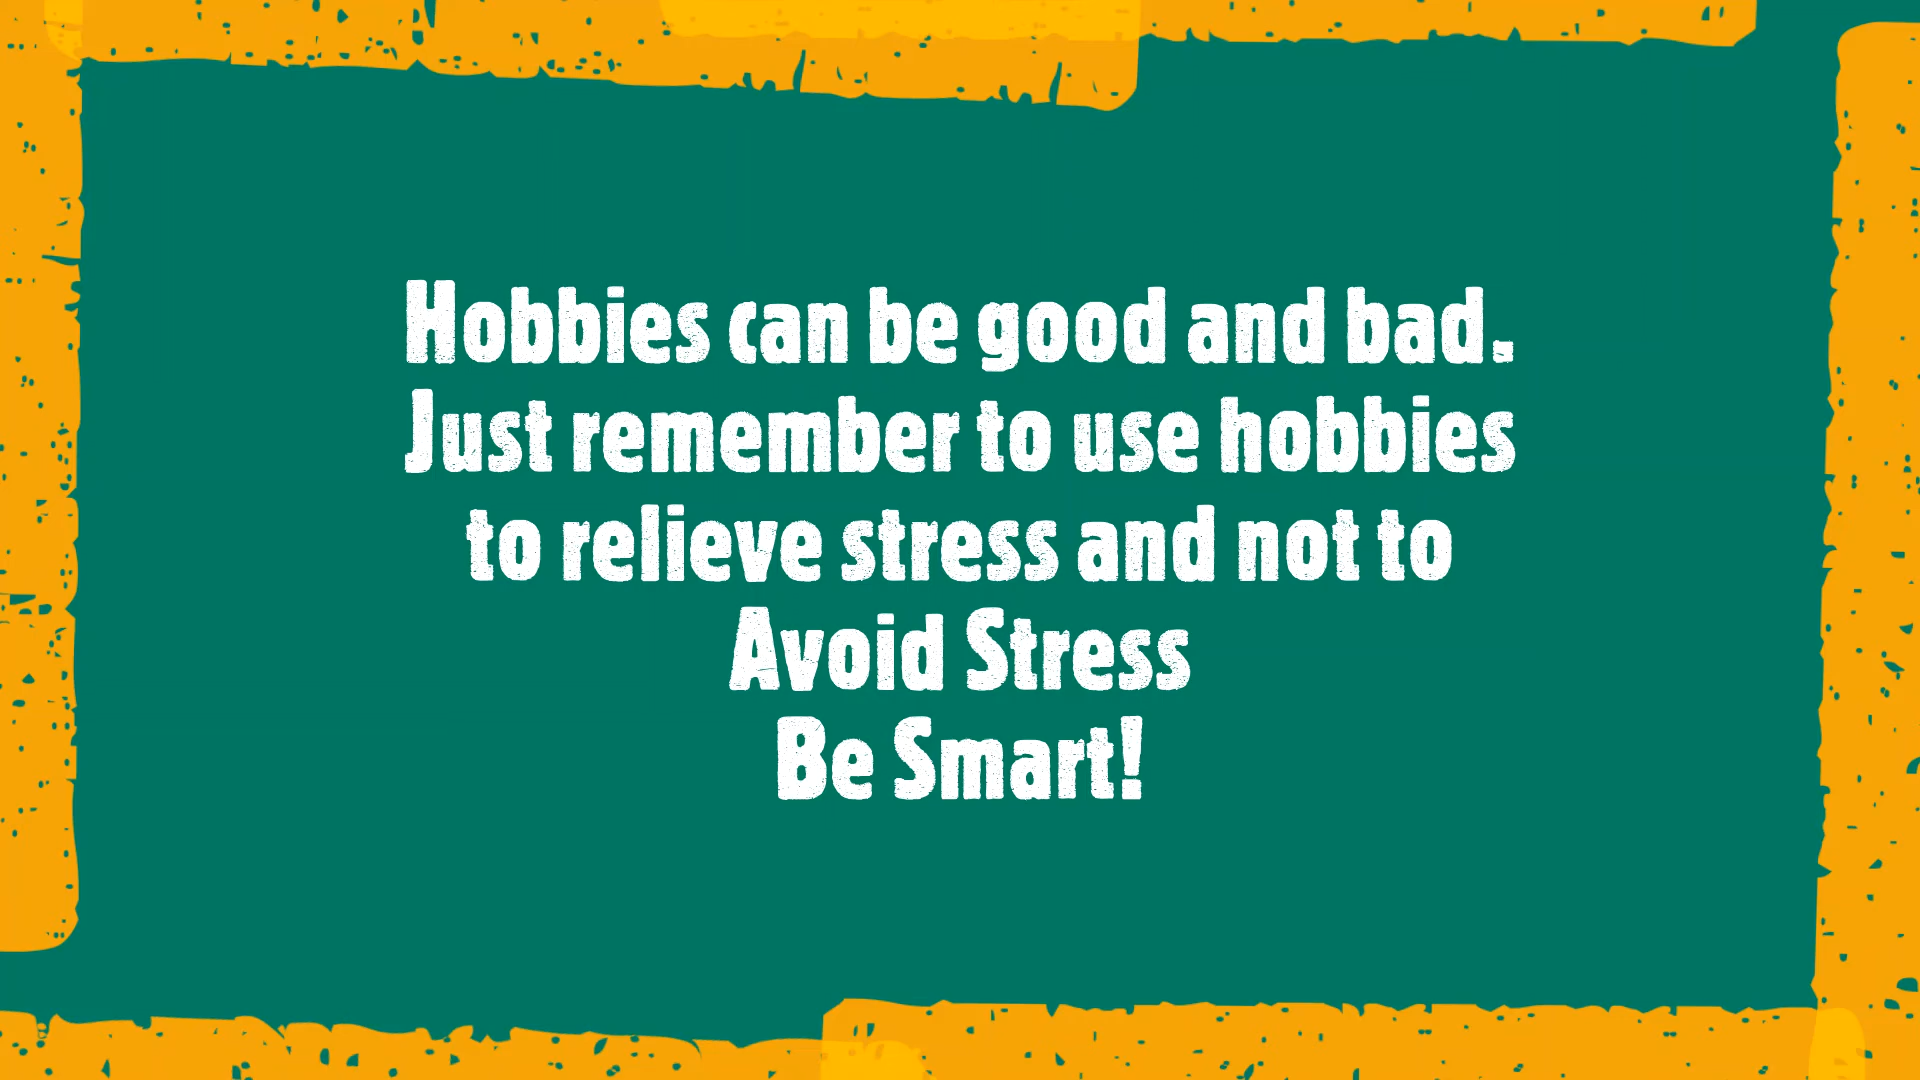 Hobbies can be good and bad.
Just remember to use hobbies
to relieve stress and not to
Avoid Stress
Be Smart!